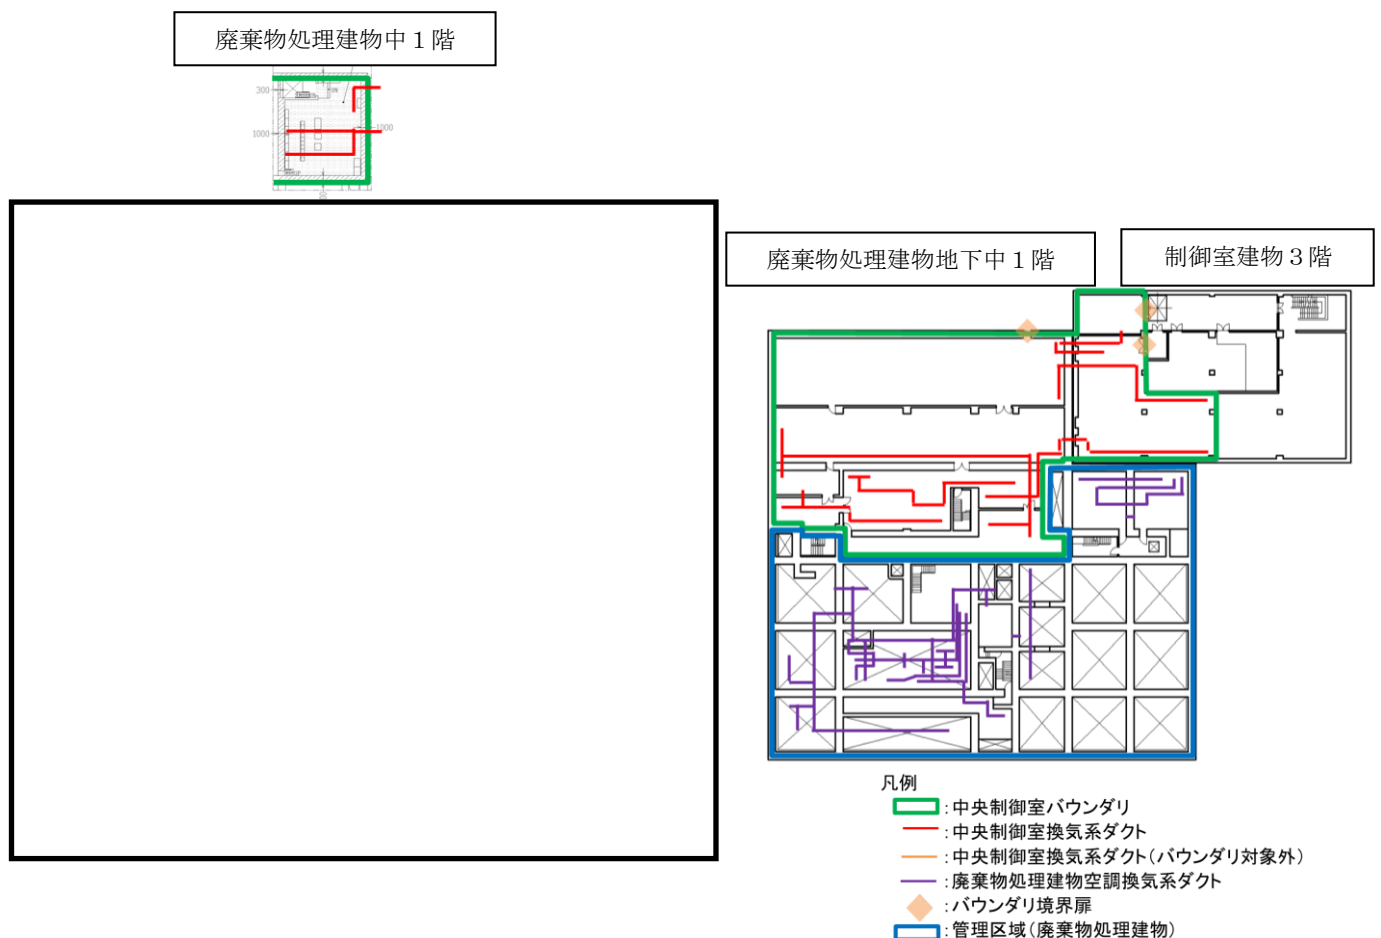 廃棄物処理建物中１階
300
1000
1000
廃棄物処理建物地下中１階
制御室建物３階
凡例
：中央制御室バウンダリ
：中央制御室換気系ダクト
：中央制御室換気系ダクト（バウンダリ対象外）
：廃棄物処理建物空調換気系ダクト
：バウンダリ境界扉
：管理区域（廃棄物処理建物）